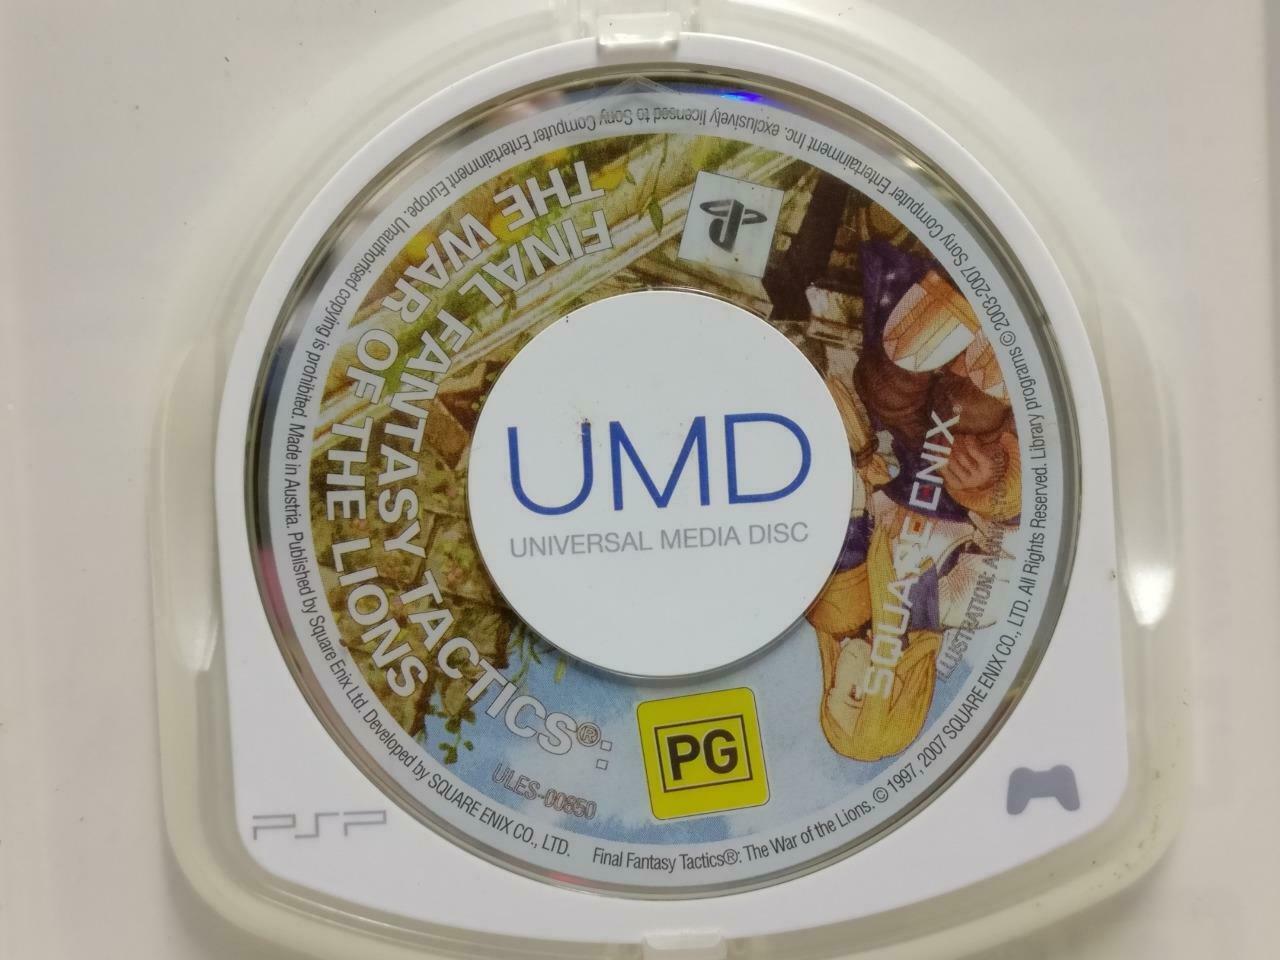 FINAL FANTASY TACTICS®:
THE WAR OF THE LIONS
UMD
UNIVERSAL MEDIA DISC
SQUARE ENIX
PG
ULES-00850
PSP
Final Fantasy Tactics®: The War of the Lions. © 1997, 2007 SQUARE ENIX CO., LTD. All Rights Reserved. Library programs © 2003-2007 Sony Computer Entertainment Inc. exclusively licensed to Sony Computer Entertainment Europe. Unauthorised copying is prohibited. Made in Austria. Published by Square Enix Ltd. Developed by SQUARE ENIX CO., LTD.
ILLUSTRATION: